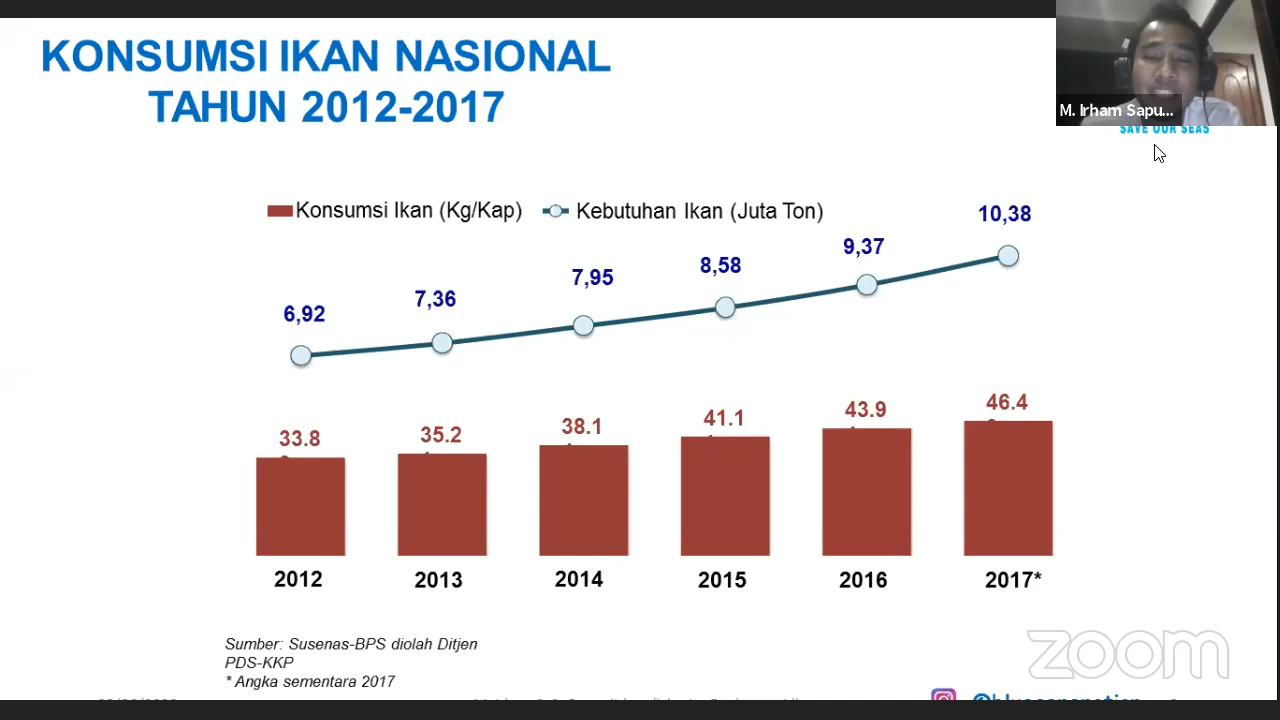 KONSUMSI IKAN NASIONAL
TAHUN 2012-2017
M. Irham Sapu...
SAVE OUR SEAS
Konsumsi Ikan (Kg/Kap) Kebutuhan Ikan (Juta Ton)
6,92 7,36 7,95 8,58 9,37 10,38
33.8 35.2 38.1 41.1 43.9 46.4
2012 2013 2014 2015 2016 2017*
Sumber: Susenas-BPS diolah Ditjen
PDS-KKP
* Angka sementara 2017
zoom